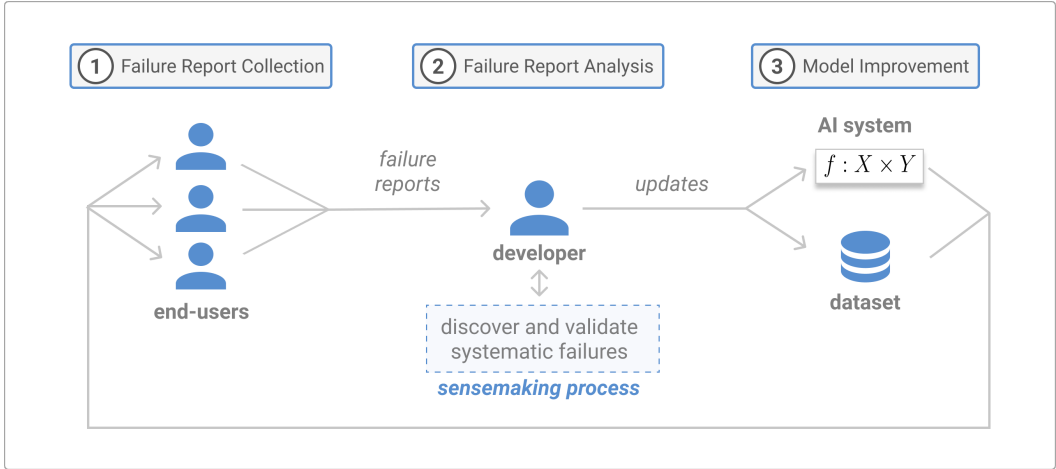 1 Failure Report Collection
2 Failure Report Analysis
3 Model Improvement
end-users
failure
reports
developer
discover and validate
systematic failures
sensemaking process
updates
AI system
f : X × Y
dataset